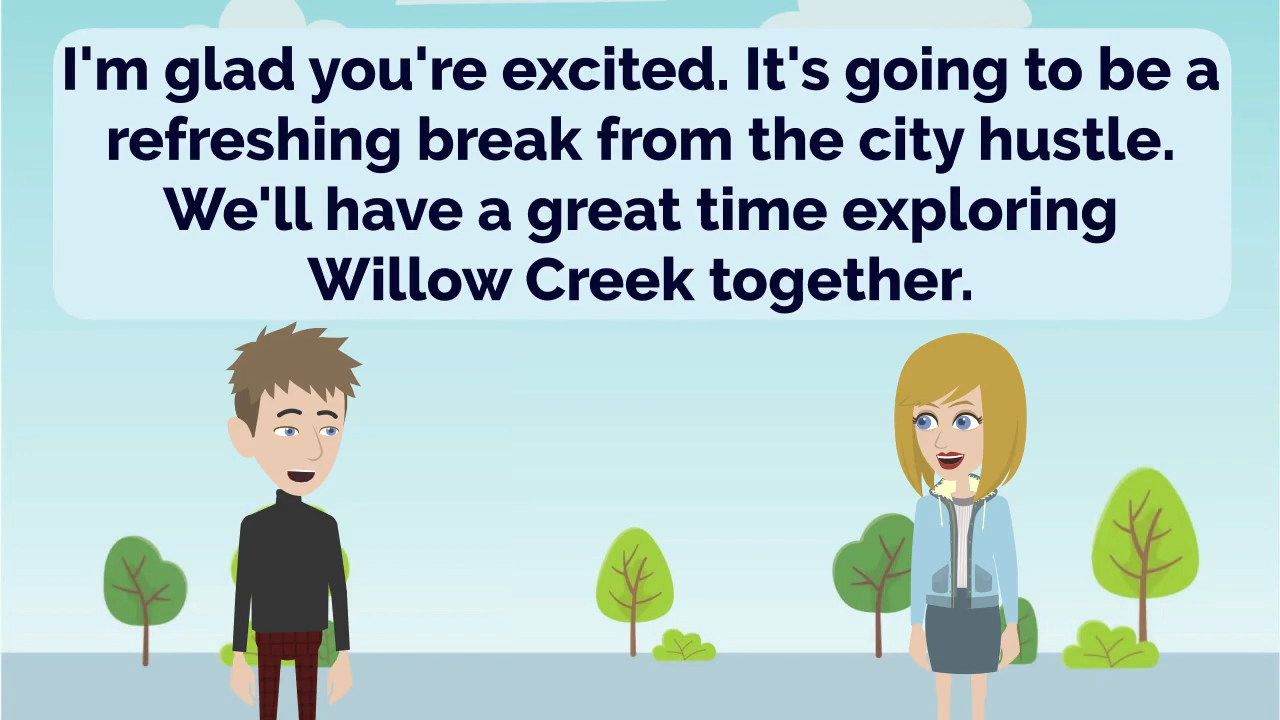 I'm glad you're excited. It's going to be a
refreshing break from the city hustle.
We'll have a great time exploring
Willow Creek together.